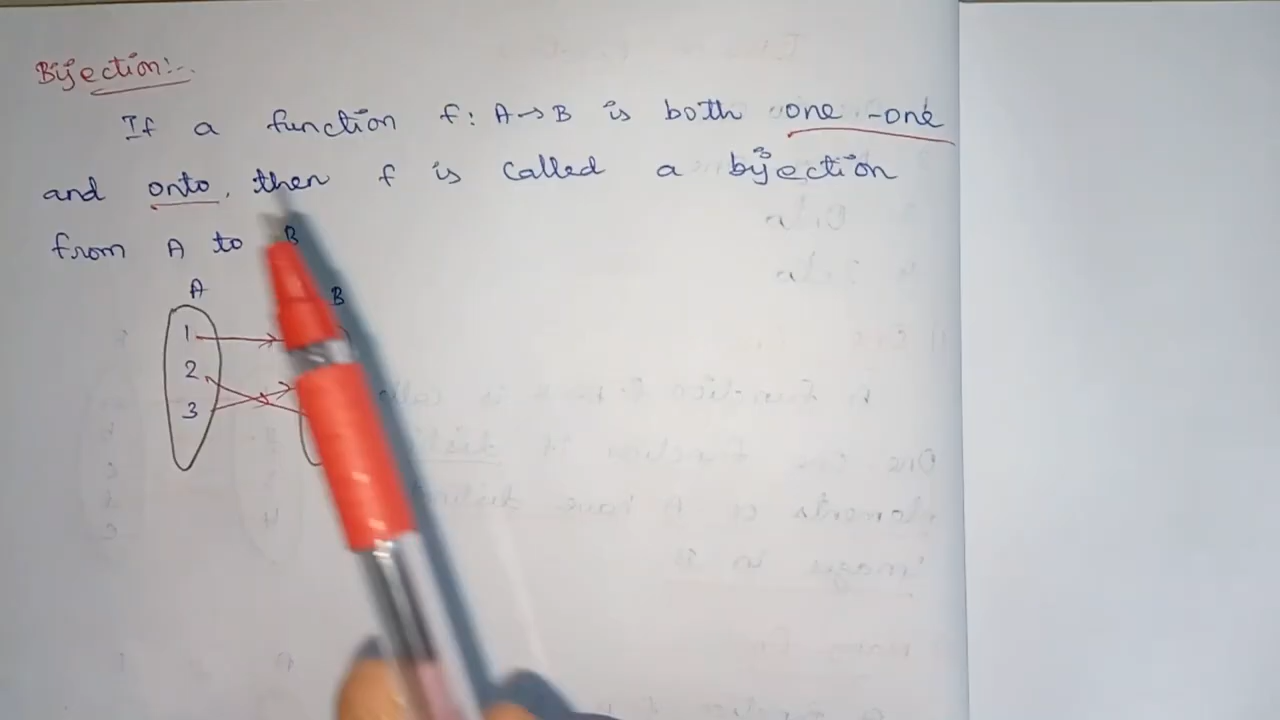 Bijection:-
If a function f: A→B is both one-one
and onto, then f is called a bijection
from A to B
A B
1
2
3